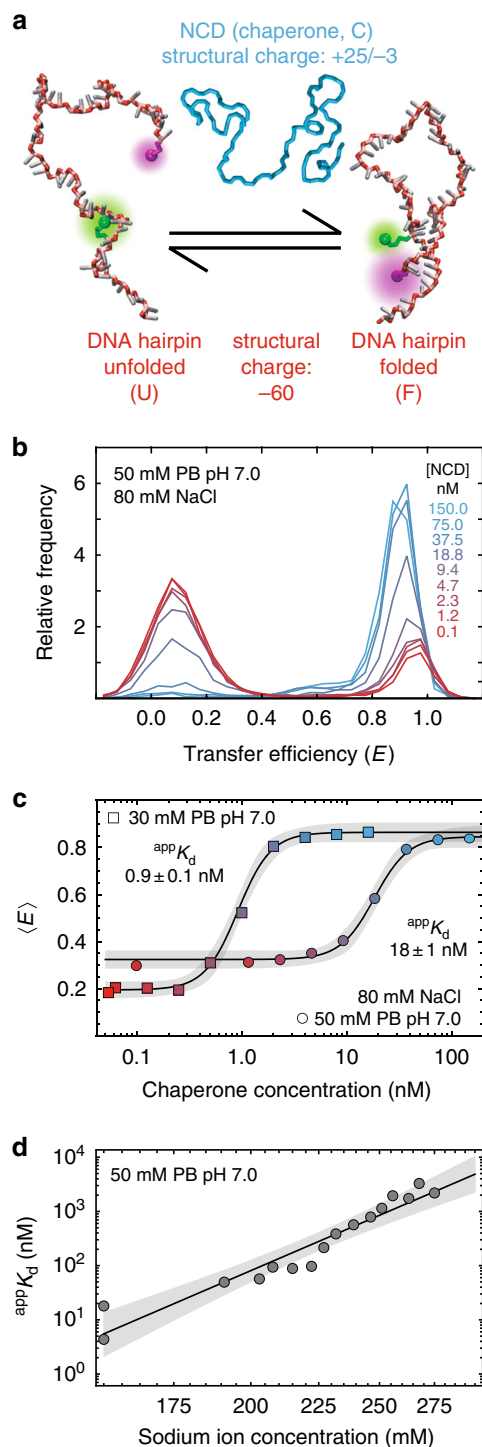 a
NCD (chaperone, C)
structural charge: +25/−3
DNA hairpin
unfolded
(U)
structural
charge:
−60
DNA hairpin
folded
(F)
b
50 mM PB pH 7.0
80 mM NaCl
[NCD]
nM
150.0
75.0
37.5
18.8
9.4
4.7
2.3
1.2
0.1
Relative frequency
6
4
2
0.0 0.2 0.4 0.6 0.8 1.0
Transfer efficiency (E)
c
30 mM PB pH 7.0
appKd
0.9 ± 0.1 nM
appKd
18 ± 1 nM
80 mM NaCl
50 mM PB pH 7.0
⟨E⟩
0.8
0.6
0.4
0.2
0.1 1.0 10 100
Chaperone concentration (nM)
d
50 mM PB pH 7.0
appKd (nM)
10⁴
10³
10²
10¹
10⁰
175 200 225 250 275
Sodium ion concentration (mM)